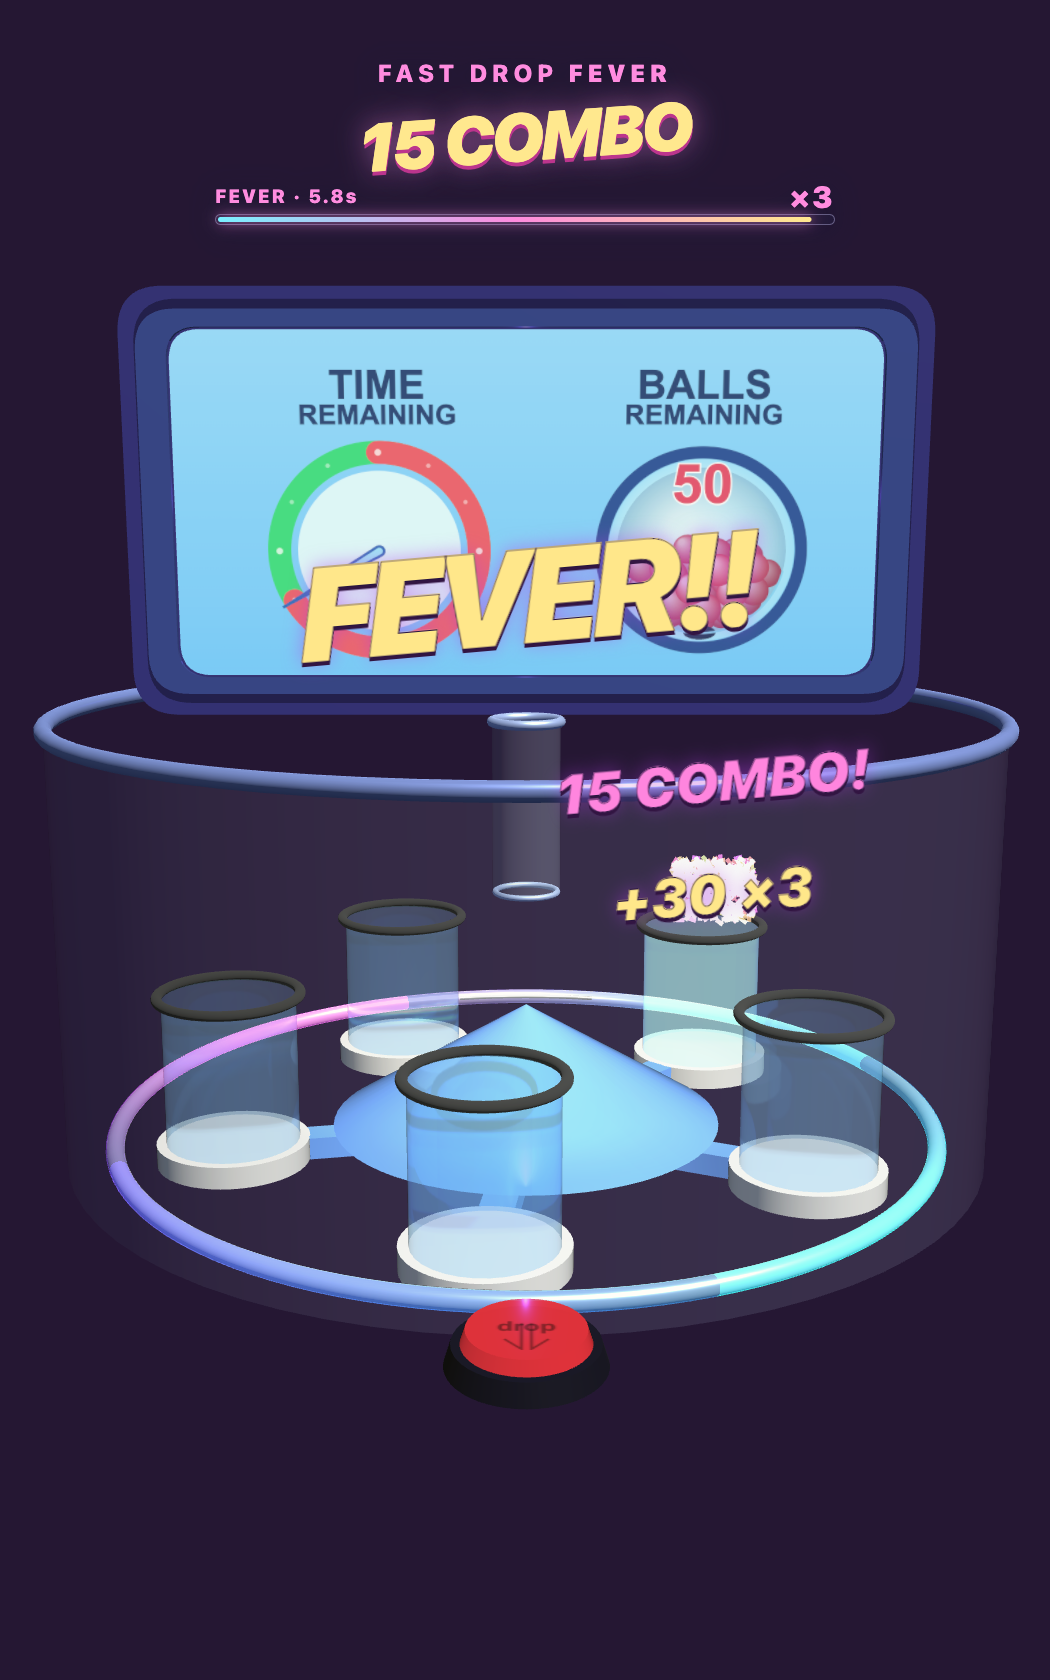 FAST DROP FEVER
15 COMBO
FEVER · 5.8s
×3
TIME
REMAINING
BALLS
REMAINING
50
FEVER!!
15 COMBO!
+30 ×3
drop